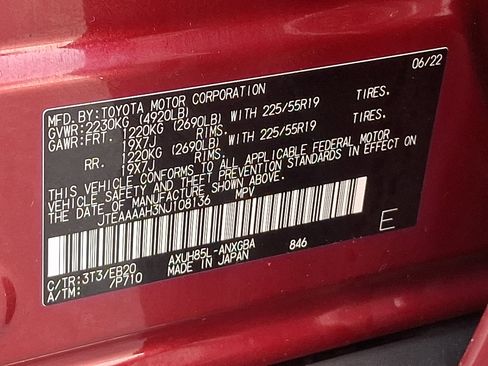 MFD.BY:TOYOTA MOTOR CORPORATION 06/22
GVWR:2230KG (4920LB)
GAWR:FRT. 1220KG (2690LB) WITH 225/55R19 TIRES.
19X7J RIMS.
RR. 1220KG (2690LB) WITH 225/55R19 TIRES.
19X7J RIMS.
THIS VEHICLE CONFORMS TO ALL APPLICABLE FEDERAL MOTOR
VEHICLE SAFETY AND THEFT PREVENTION STANDARDS IN EFFECT ON
THE DATE OF MANUFACTURE SHOWN ABOVE.
JTEAAAAH3NJ108136 MPV
E
C/TR:3T3/EB20 AXUH85L-ANXGBA 846
A/TM: /P710 MADE IN JAPAN